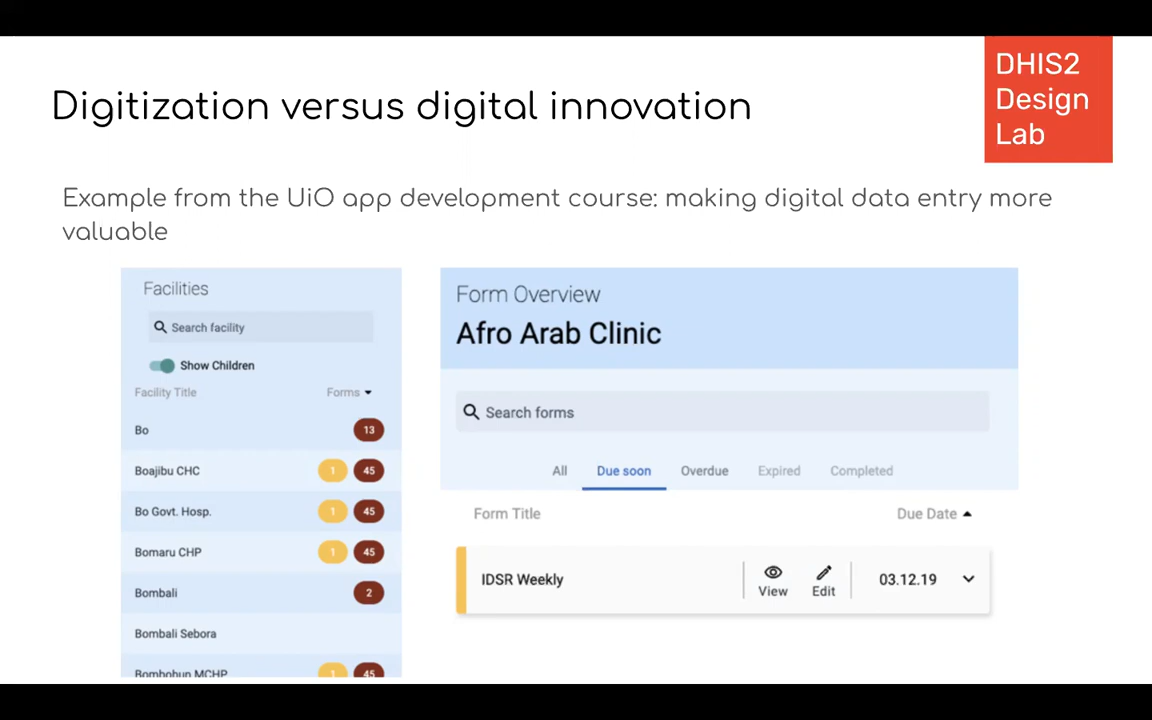 Digitization versus digital innovation
DHIS2
Design
Lab
Example from the UiO app development course: making digital data entry more
valuable
Facilities
Search facility
Show Children
Facility Title Forms
Bo 13
Boajibu CHC 1 45
Bo Govt. Hosp. 1 45
Bomaru CHP 1 45
Bombali 2
Bombali Sebora
Bombohun MCHP 1 45
Form Overview
Afro Arab Clinic
Search forms
All Due soon Overdue Expired Completed
Form Title Due Date
IDSR Weekly View Edit 03.12.19